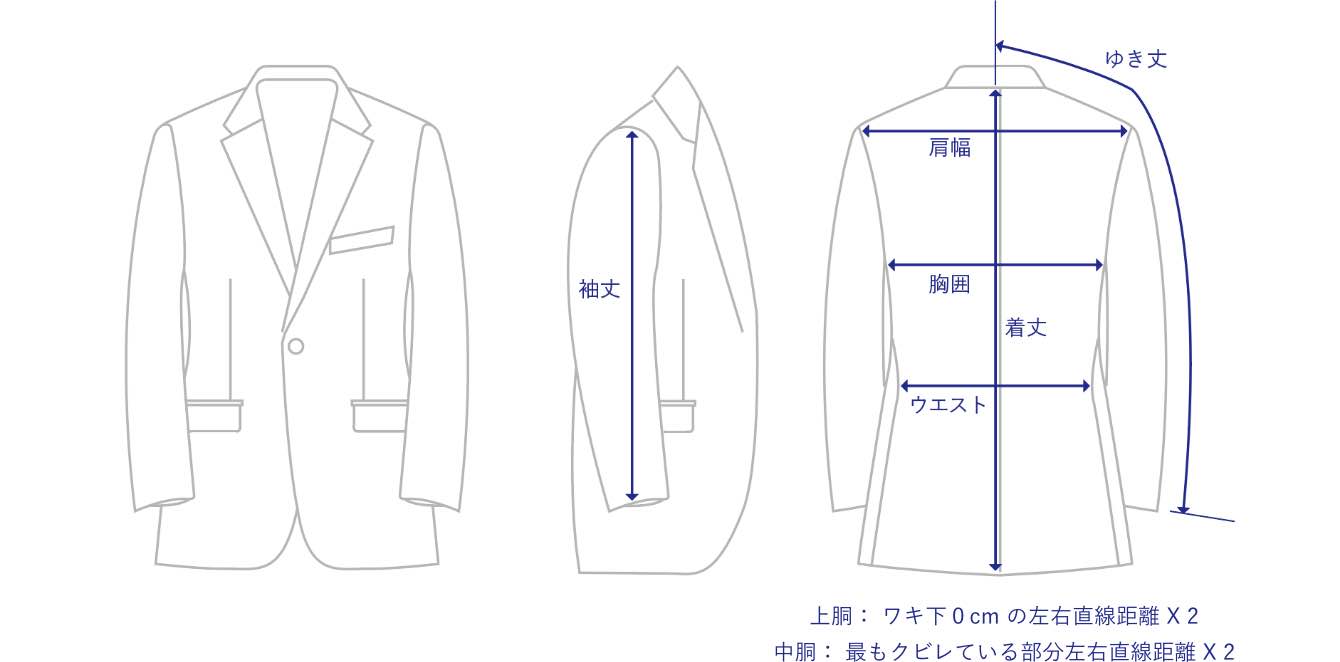 ゆき丈
肩幅
胸囲
袖丈
着丈
ウエスト
上胴： ワキ下0cm の左右直線距離 X 2
中胴： 最もクビレている部分左右直線距離 X 2